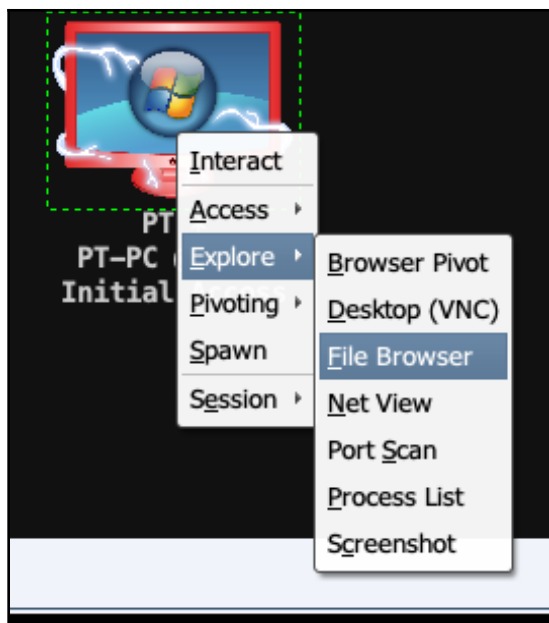 PT
PT-PC
Initial
Interact
Access
Explore
Pivoting
Spawn
Session
Browser Pivot
Desktop (VNC)
File Browser
Net View
Port Scan
Process List
Screenshot